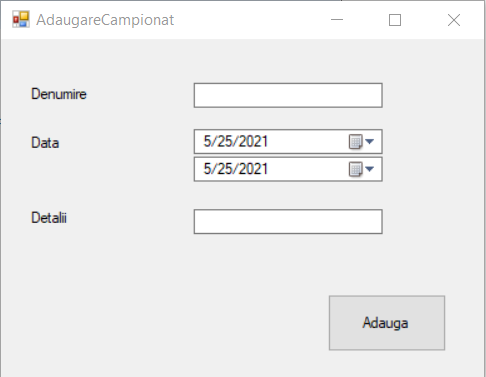 AdaugareCampionat
Denumire
Data 5/25/2021
5/25/2021
Detalii
Adauga